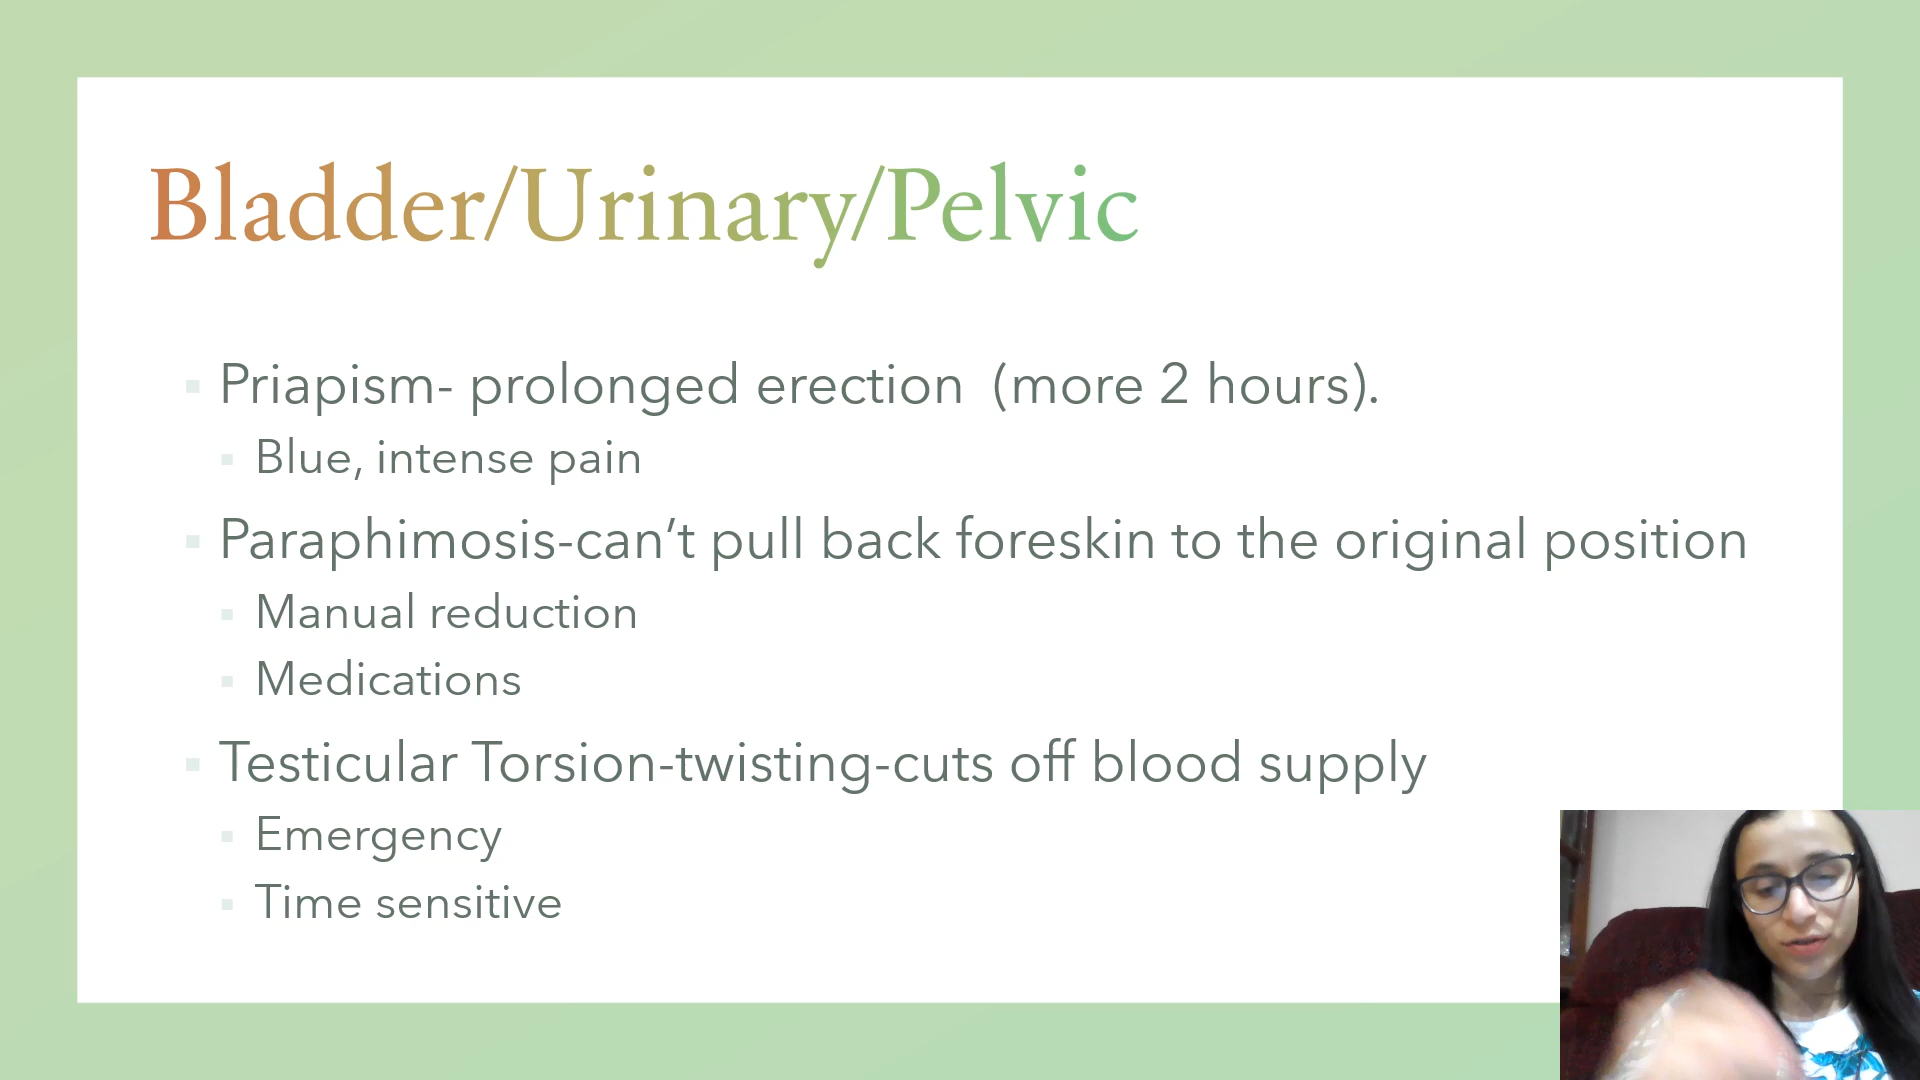 Bladder/Urinary/Pelvic
Priapism- prolonged erection  (more 2 hours).
Blue, intense pain
Paraphimosis-can’t pull back foreskin to the original position
Manual reduction
Medications
Testicular Torsion-twisting-cuts off blood supply
Emergency
Time sensitive